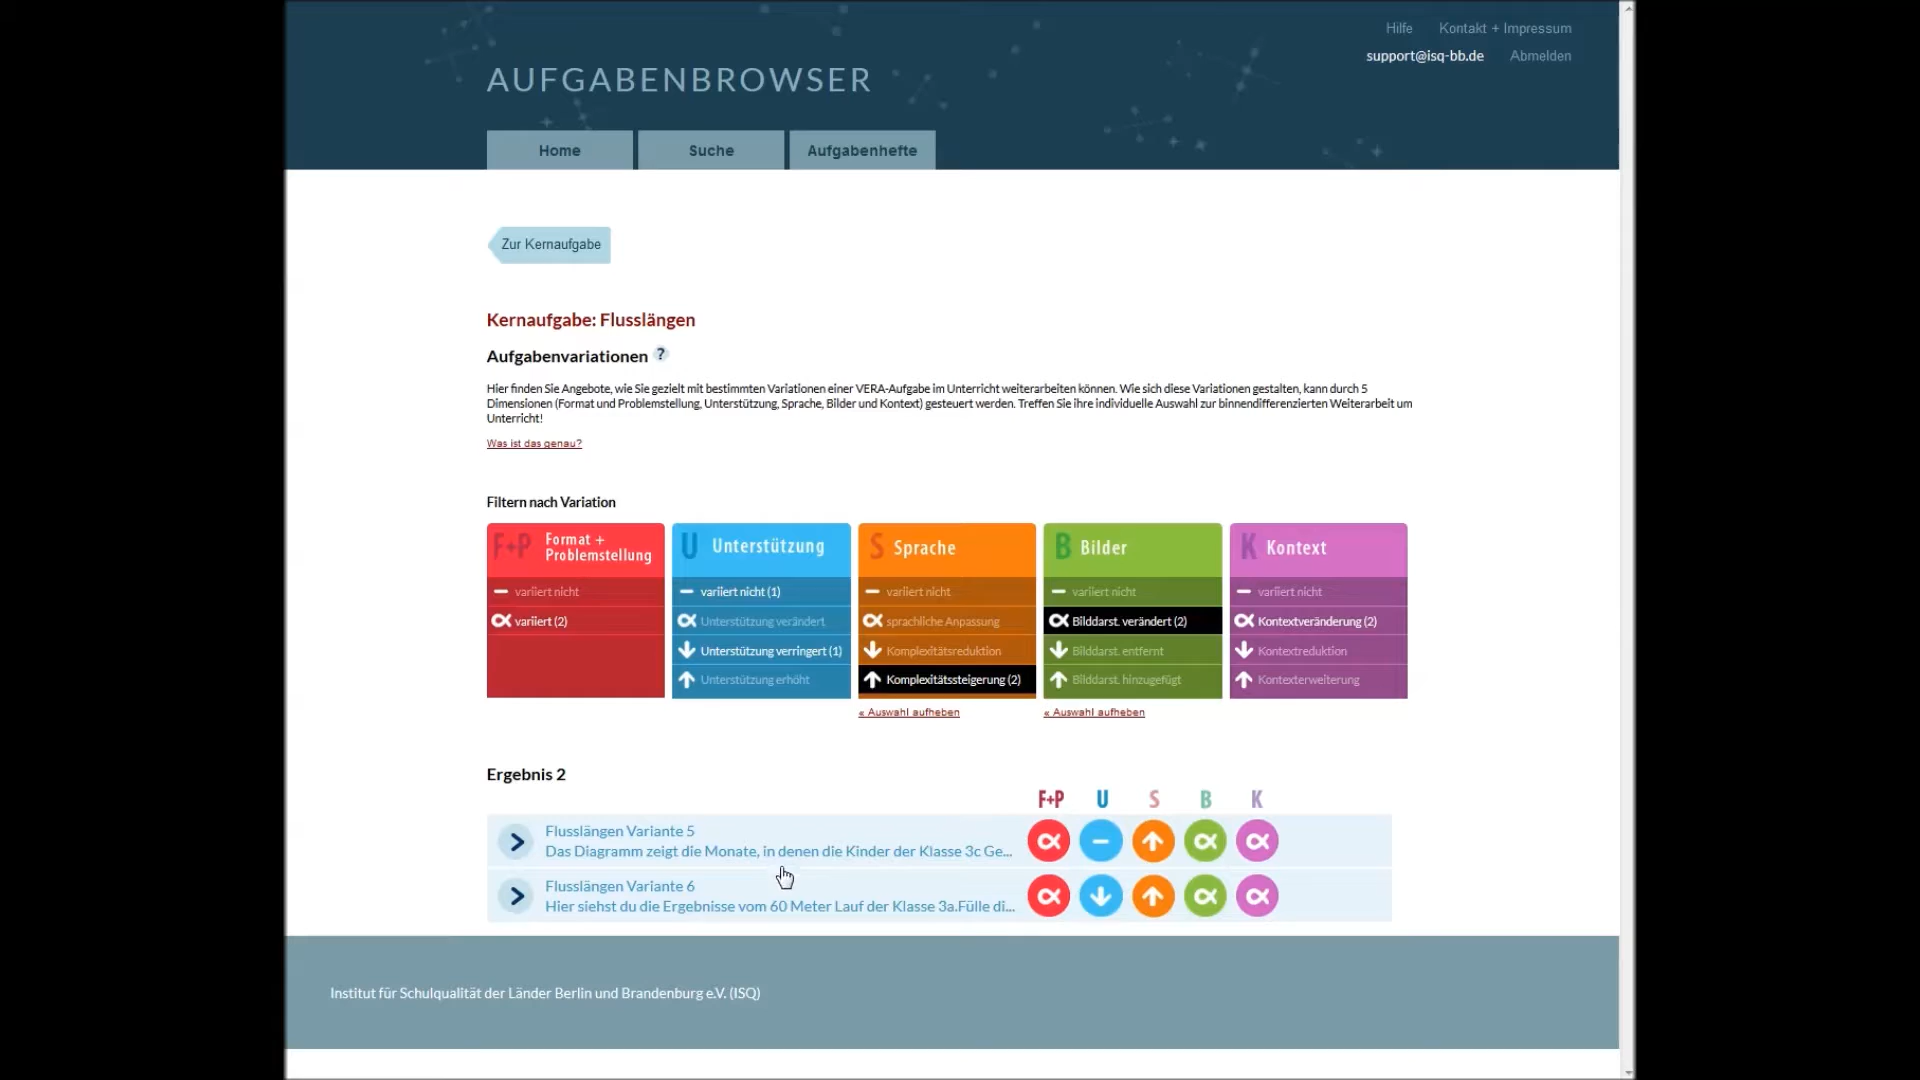 Hilfe Kontakt + Impressum
support@isq-bb.de Abmelden
AUFGABENBROWSER
Home Suche Aufgabenhefte
Zur Kernaufgabe
Kernaufgabe: Flusslängen
Aufgabenvariationen ?
Hier finden Sie Angebote, wie Sie gezielt mit bestimmten Variationen einer VERA-Aufgabe im Unterricht weiterarbeiten können. Wie sich diese Variationen gestalten, kann durch 5
Dimensionen (Format und Problemstellung, Unterstützung, Sprache, Bilder und Kontext) gesteuert werden. Treffen Sie ihre individuelle Auswahl zur binnendifferenzierten Weiterarbeit um
Unterricht!
Was ist das genau?
Filtern nach Variation
F+P Format +
Problemstellung
variiert nicht
α variiert (2)
U Unterstützung
variiert nicht (1)
α Unterstützung verändert
Unterstützung verringert (1)
Unterstützung erhöht
S Sprache
variiert nicht
α sprachliche Anpassung
Komplexitätsreduktion
Komplexitätssteigerung (2)
« Auswahl aufheben
B Bilder
variiert nicht
α Bilddarst. verändert (2)
Bilddarst. entfernt
Bilddarst. hinzugefügt
« Auswahl aufheben
K Kontext
variiert nicht
α Kontextveränderung (2)
Kontextreduktion
Kontexterweiterung
Ergebnis 2
F+P U S B K
Flusslängen Variante 5
Das Diagramm zeigt die Monate, in denen die Kinder der Klasse 3c Ge...
α – ↑ α α
Flusslängen Variante 6
Hier siehst du die Ergebnisse vom 60 Meter Lauf der Klasse 3a.Fülle di...
α ↓ ↑ α α
Institut für Schulqualität der Länder Berlin und Brandenburg e.V. (ISQ)